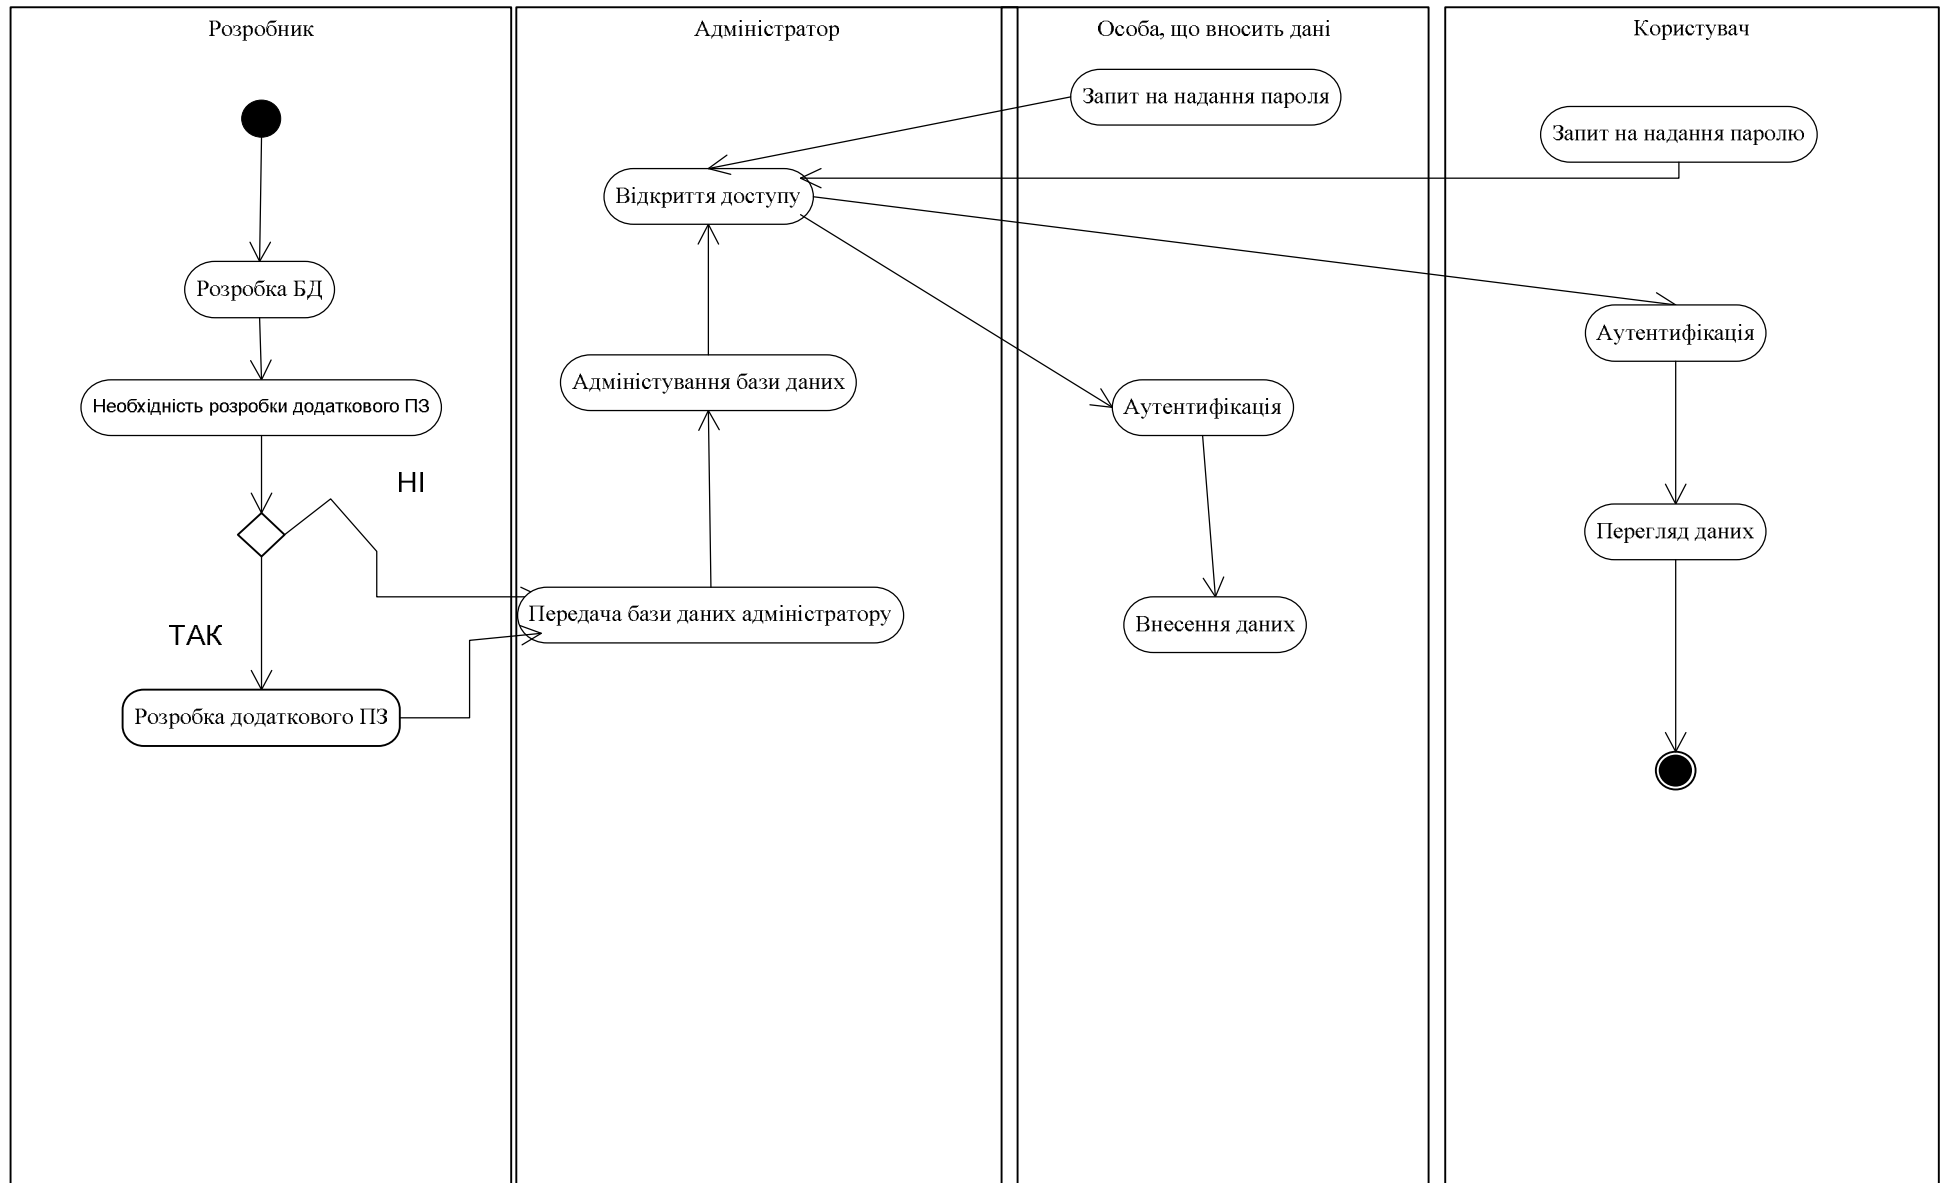 Розробник
Адміністратор
Особа, що вносить дані
Користувач
Запит на надання пароля
Запит на надання паролю
Відкриття доступу
Розробка БД
Аутентифікація
Адміністування бази даних
Необхідність розробки додаткового ПЗ
Аутентифікація
НІ
Перегляд даних
Передача бази даних адміністратору
Внесення даних
ТАК
Розробка додаткового ПЗ